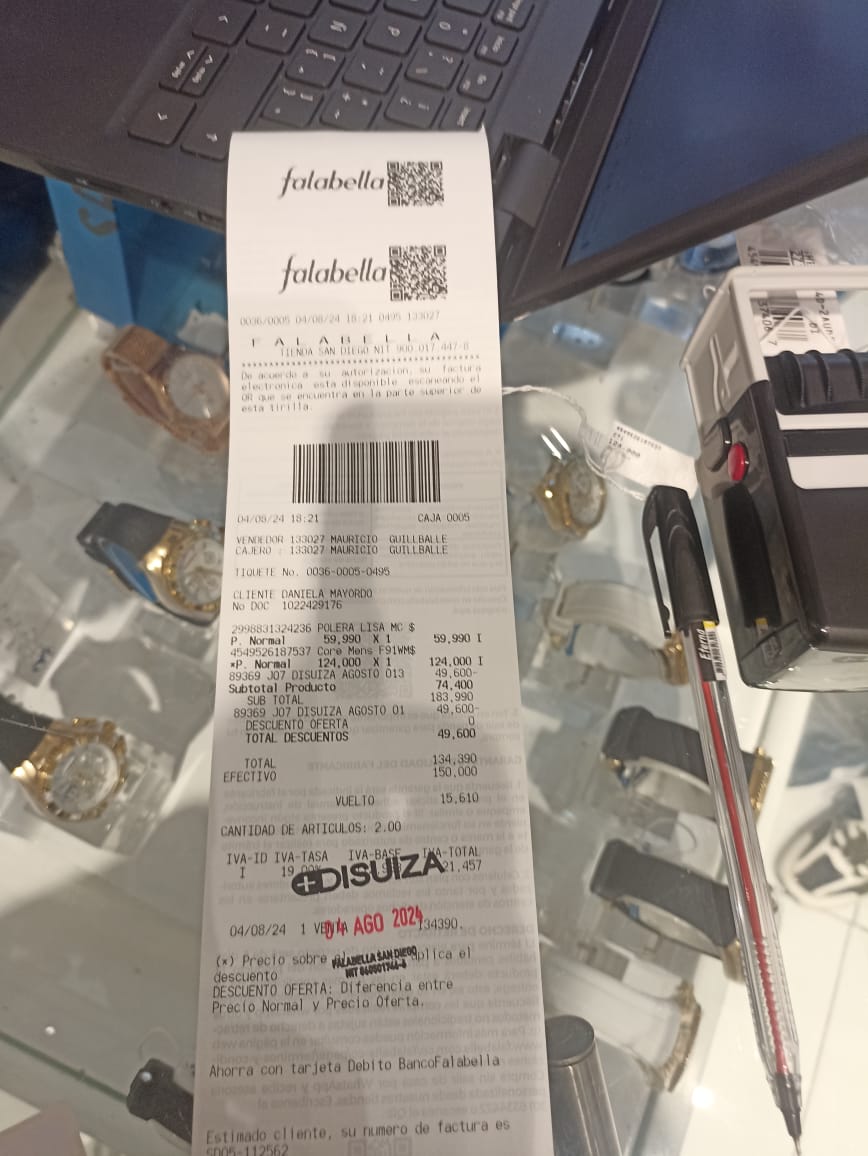 falabella
falabella
0036/0005 04/08/24 18:21 0495 133027
F A L A B E L L A
TIENDA SAN DIEGO NIT 900.017.447-8
De acuerdo a su autorizacion, su factura
electronica esta disponible escaneando el
QR que se encuentra en la parte superior de
esta tirilla.
04/08/24 18:21 CAJA 0005
VENDEDOR 133027 MAURICIO GUILLBALLE
CAJERO : 133027 MAURICIO GUILLBALLE
TIQUETE No. 0036-0005-0495
CLIENTE DANIELA MAYORDO
No DOC 1022429176
2998831324236 POLERA LISA MC $
P. Normal 59,990 X 1 59,990 I
4549526187537 Core Mens F91WM$
*P. Normal 124,000 X 1 124,000 I
89369 J07 DISUIZA AGOSTO 013 49,600-
Subtotal Producto 74,400
SUB TOTAL 183,990
89369 J07 DISUIZA AGOSTO 01 49,600-
DESCUENTO OFERTA 0
TOTAL DESCUENTOS 49,600
TOTAL 134,390
EFECTIVO 150,000
VUELTO 15,610
CANTIDAD DE ARTICULOS: 2.00
IVA-ID IVA-TASA IVA-BASE IVA-TOTAL
I 19 21,457
DISUIZA
04/08/24 1 VENTA 134390.
04 AGO 2024
(*) Precio sobre aplica el
FALABELLA SAN DIEGO
descuento
DESCUENTO OFERTA: Diferencia entre
Precio Normal y Precio Oferta.
Ahorra con tarjeta Debito BancoFalabella
Estimado cliente, su numero de factura es
SD05-112562